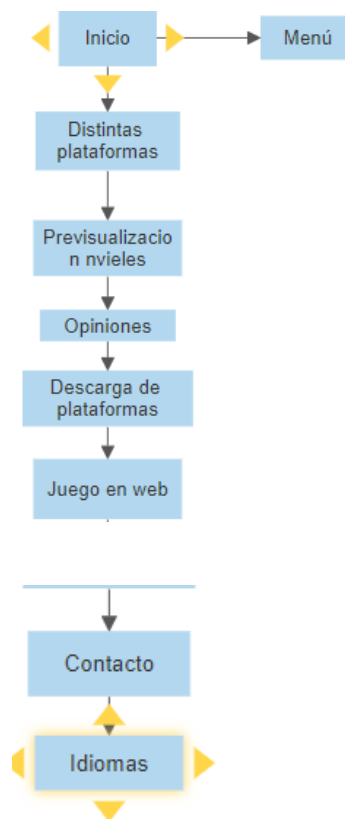 Inicio
Menú
Distintas
plataformas
Previsualizacio
n nvieles
Opiniones
Descarga de
plataformas
Juego en web
Contacto
Idiomas